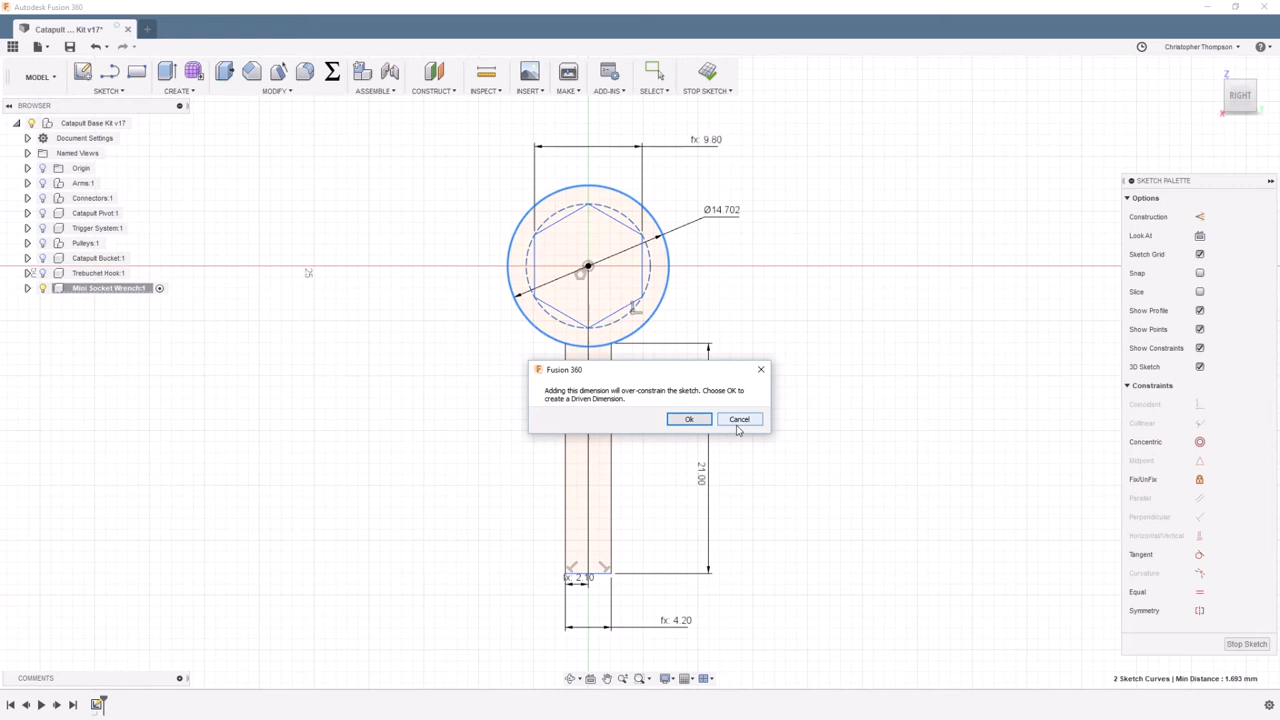 Autodesk Fusion 360
Catapult ... Kit v17*
Christopher Thompson
MODEL
SKETCH
CREATE
MODIFY
ASSEMBLE
CONSTRUCT
INSPECT
INSERT
MAKE
ADD-INS
SELECT
STOP SKETCH
BROWSER
Catapult Base Kit v17
Document Settings
Named Views
Origin
Arms:1
Connectors:1
Catapult Pivot:1
Trigger System:1
Pulleys:1
Catapult Bucket:1
Trebuchet Hook:1
Mini Socket Wrench:1
Z
RIGHT
X
Y
fx: 9.80
Ø14.702
21.00
fx: 2.10
fx: 4.20
Fusion 360
Adding this dimension will over-constrain the sketch. Choose OK to
create a Driven Dimension.
Ok
Cancel
SKETCH PALETTE
Options
Construction
Look At
Sketch Grid
Snap
Slice
Show Profile
Show Points
Show Constraints
3D Sketch
Constraints
Coincident
Collinear
Concentric
Midpoint
Fix/UnFix
Parallel
Perpendicular
Horizontal/Vertical
Tangent
Curvature
Equal
Symmetry
Stop Sketch
COMMENTS
2 Sketch Curves | Min Distance : 1.693 mm